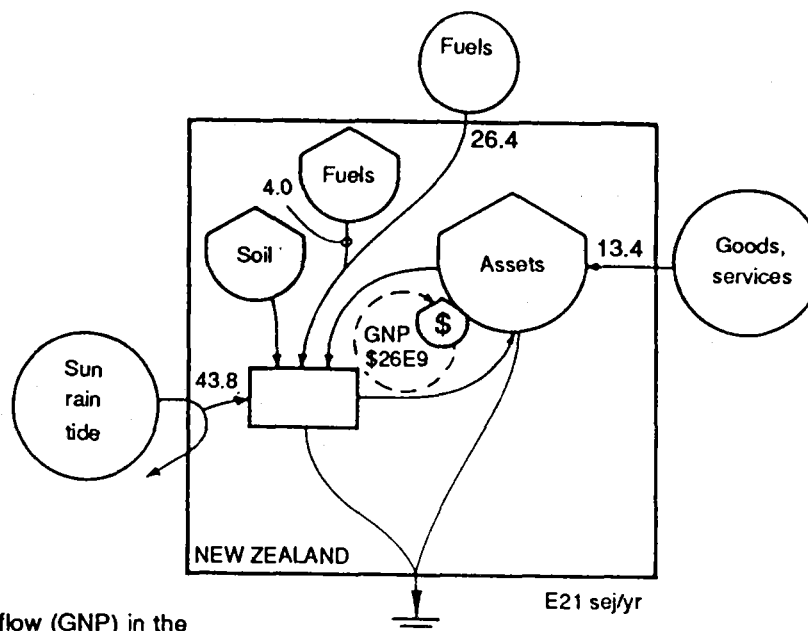 Fuels
26.4
Fuels
4.0
Soil
Assets
13.4
Goods,
services
$
GNP
$26E9
Sun
rain
tide
43.8
NEW ZEALAND
E21 sej/yr
flow (GNP) in the